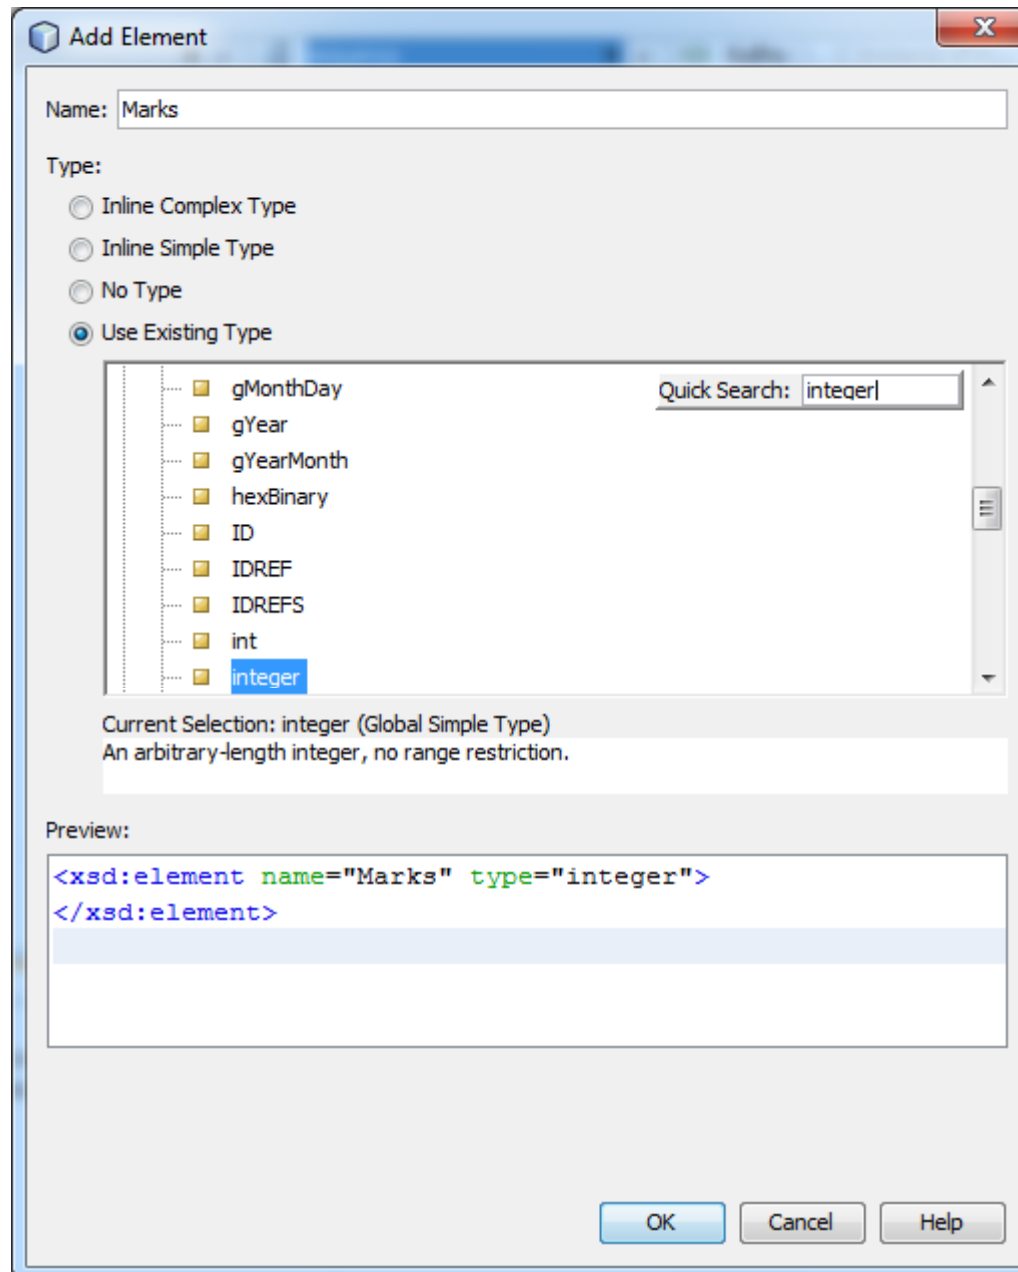 Add Element
Name: Marks
Type:
Inline Complex Type
Inline Simple Type
No Type
Use Existing Type
gMonthDay
Quick Search: integer
gYear
gYearMonth
hexBinary
ID
IDREF
IDREFS
int
integer
Current Selection: integer (Global Simple Type)
An arbitrary-length integer, no range restriction.
Preview:
<xsd:element name="Marks" type="integer">
</xsd:element>
OK Cancel Help